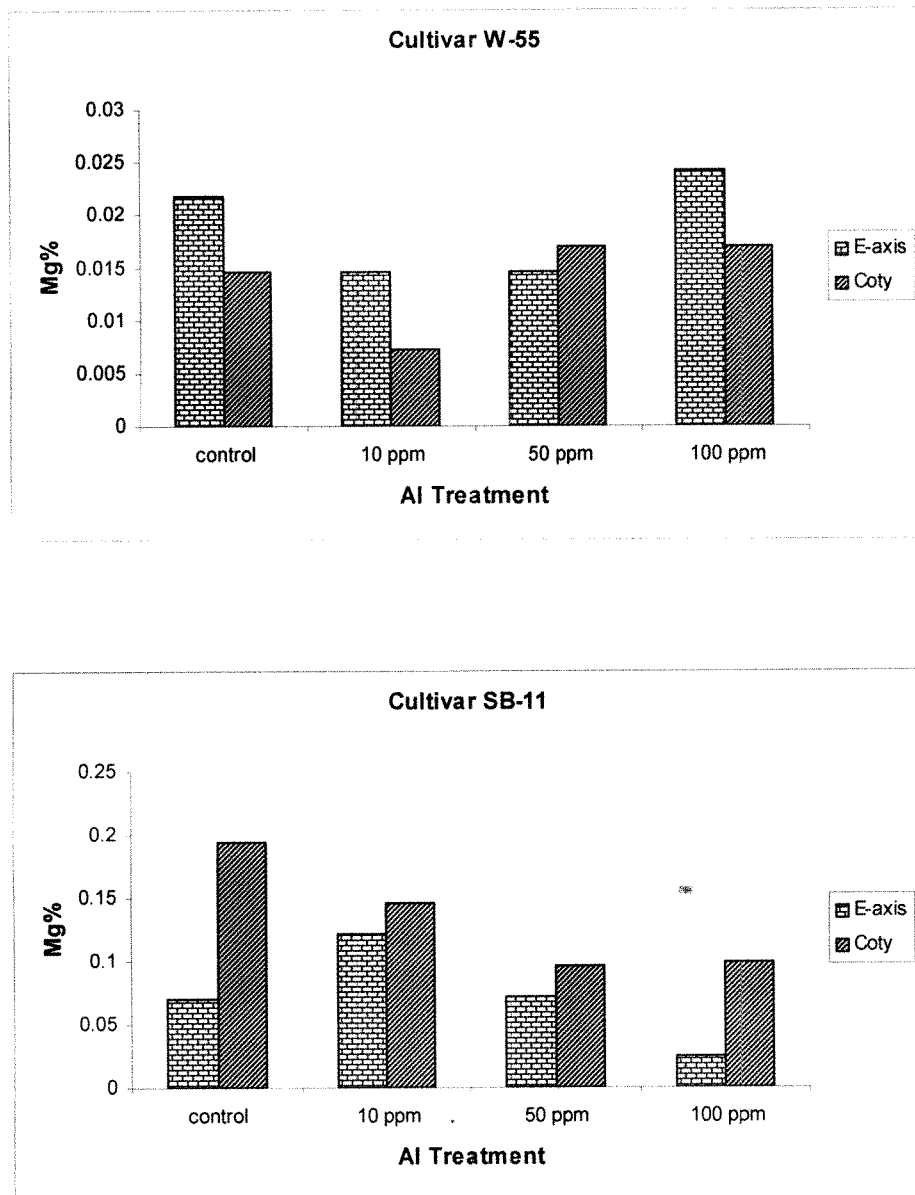 Cultivar W-55
0.03
0.025
0.02
0.015
0.01
0.005
0
Mg%
control 10 ppm 50 ppm 100 ppm
Al Treatment
E-axis
Coty
Cultivar SB-11
0.25
0.2
0.15
0.1
0.05
0
Mg%
control 10 ppm 50 ppm 100 ppm
Al Treatment
E-axis
Coty